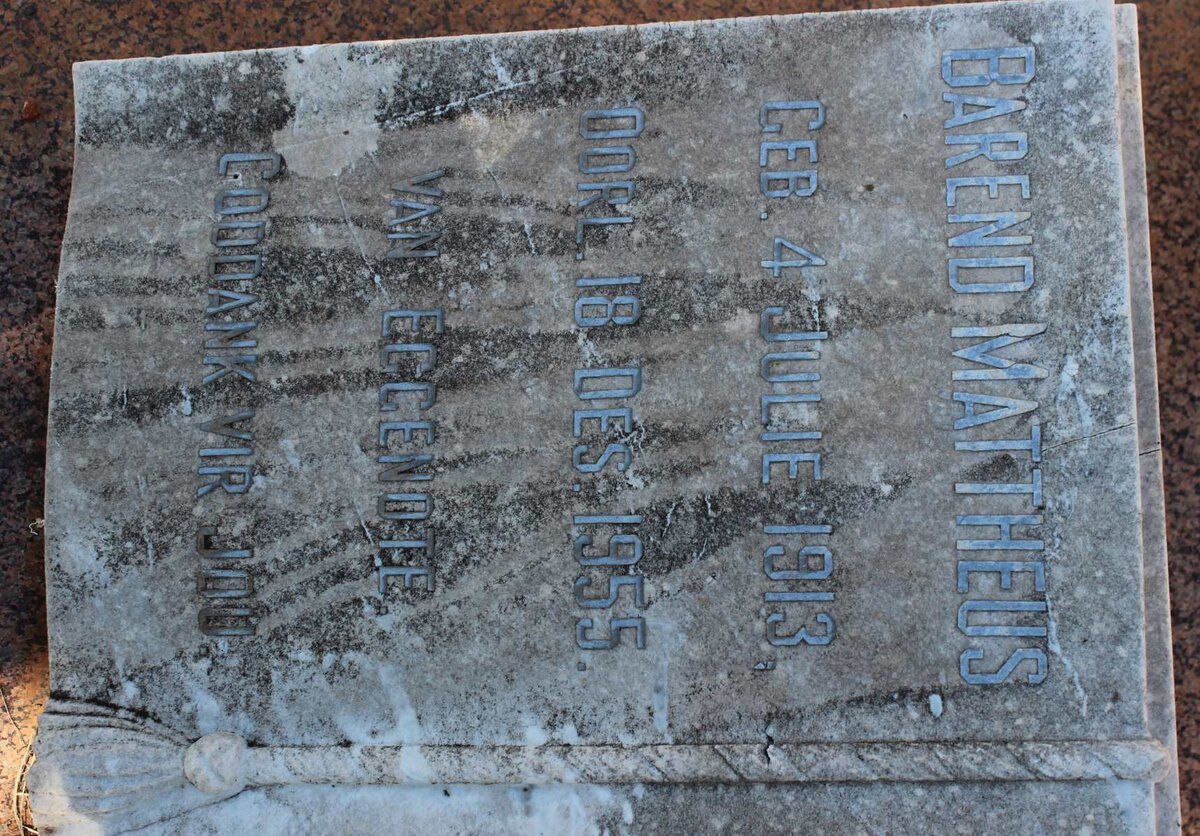 BAREND MATTHEUS
GEB. 4 JULIE 1913,
OORL. 18 DES. 1955.
VAN EGGENOTE.
GODDANK VIR JOU.